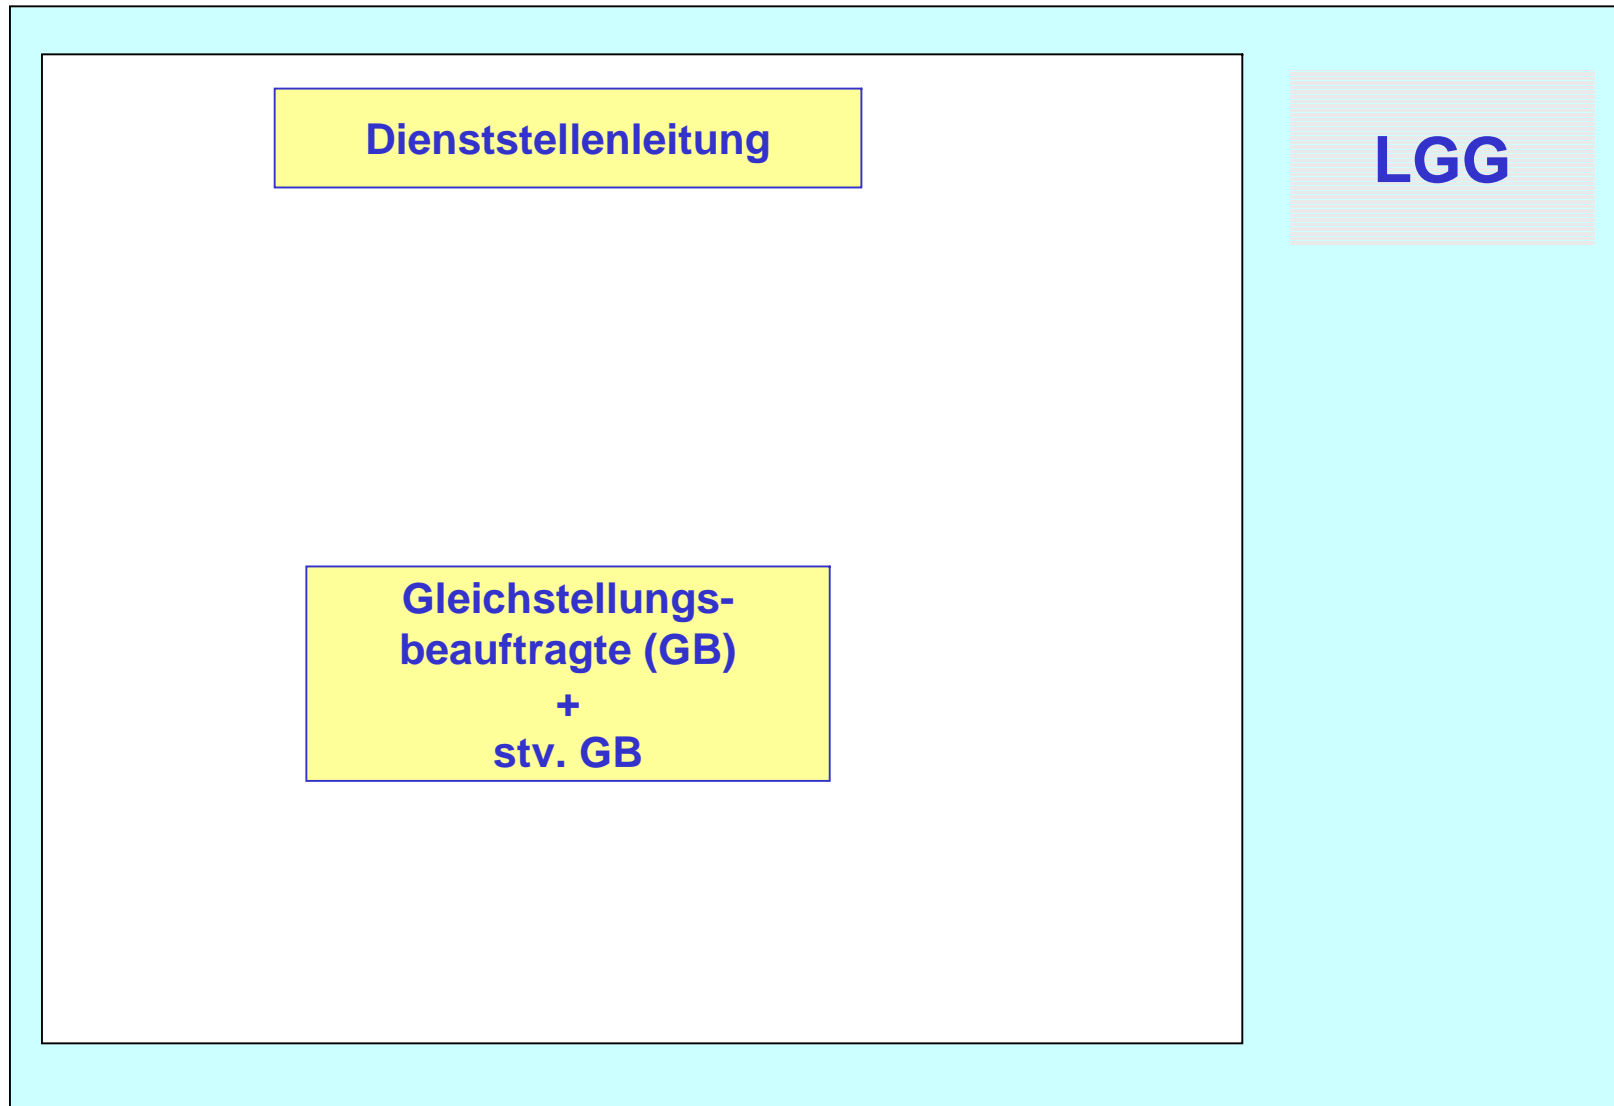 Dienststellenleitung
LGG
Gleichstellungs-
beauftragte (GB)
+
stv. GB